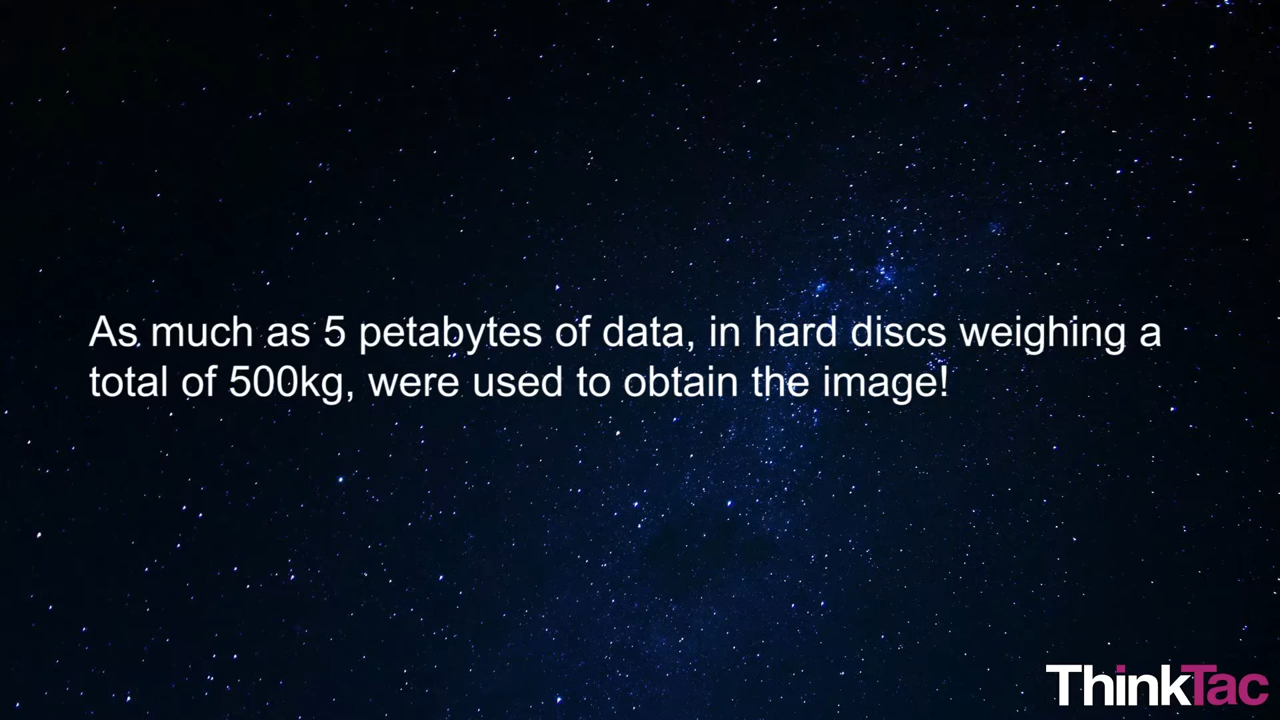 As much as 5 petabytes of data, in hard discs weighing a
total of 500kg, were used to obtain the image!
ThinkTac